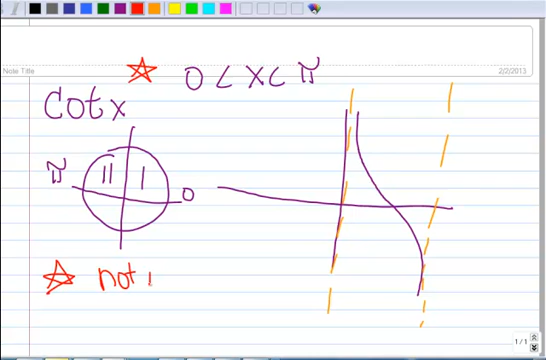 Note Title
2/2/2013
0 < x < π
cot x
π
II
I
0
not
1/1